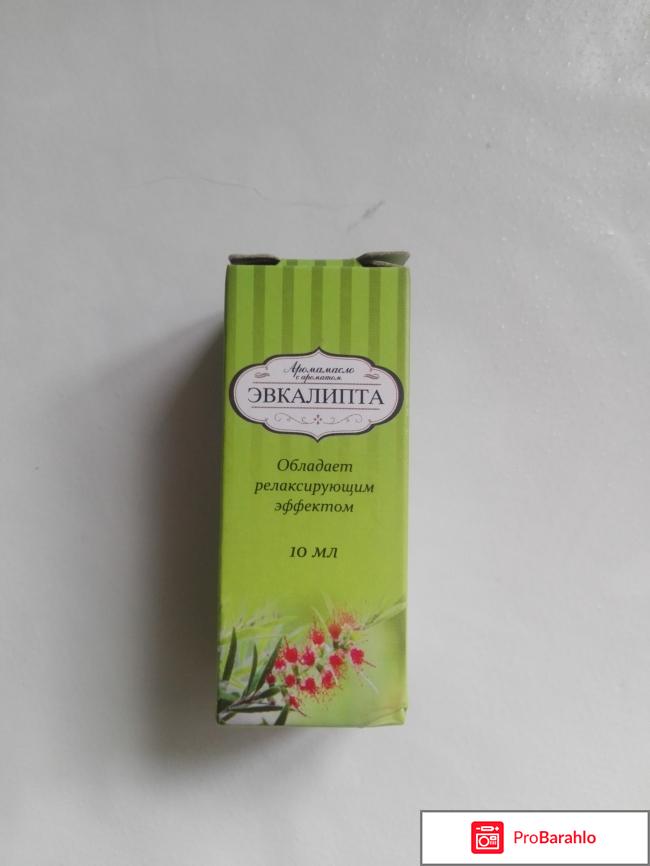 Аромамасло
с ароматом
ЭВКАЛИПТА
Обладает
релаксирующим
эффектом
10 мл
ProBarahlo